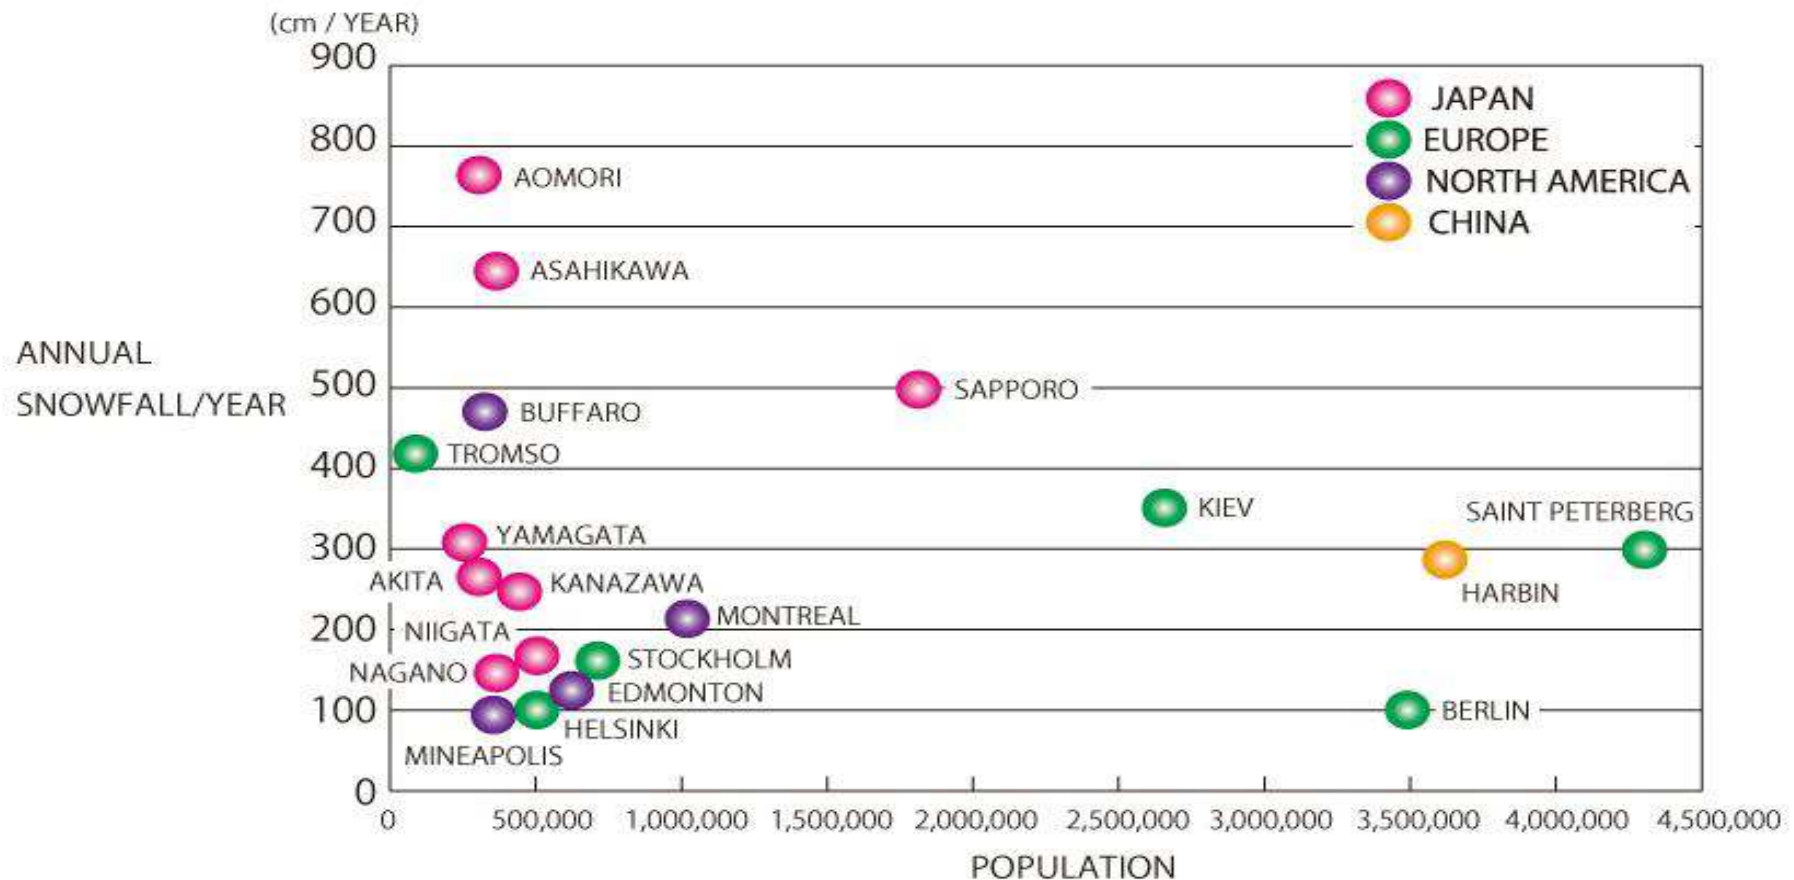 (cm / YEAR)
900
800
700
600
500
400
300
200
100
0
ANNUAL
SNOWFALL/YEAR
JAPAN
EUROPE
NORTH AMERICA
CHINA
AOMORI
ASAHIKAWA
SAPPORO
BUFFARO
TROMSO
KIEV
SAINT PETERBERG
YAMAGATA
AKITA
KANAZAWA
HARBIN
MONTREAL
NIIGATA
STOCKHOLM
NAGANO
EDMONTON
BERLIN
HELSINKI
MINEAPOLIS
0
500,000
1,000,000
1,500,000
2,000,000
2,500,000
3,000,000
3,500,000
4,000,000
4,500,000
POPULATION